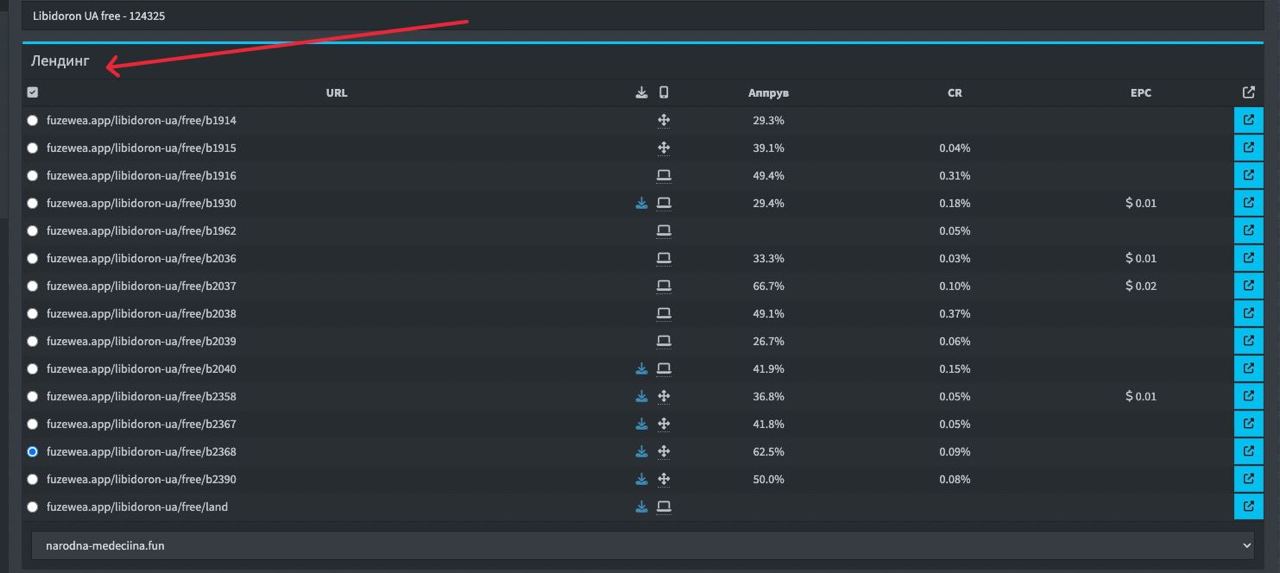 Libidoron UA free - 124325
Лендинг
URL Аппрув CR EPC
fuzewea.app/libidoron-ua/free/b1914 29.3%
fuzewea.app/libidoron-ua/free/b1915 39.1% 0.04%
fuzewea.app/libidoron-ua/free/b1916 49.4% 0.31%
fuzewea.app/libidoron-ua/free/b1930 29.4% 0.18% $ 0.01
fuzewea.app/libidoron-ua/free/b1962 0.05%
fuzewea.app/libidoron-ua/free/b2036 33.3% 0.03% $ 0.01
fuzewea.app/libidoron-ua/free/b2037 66.7% 0.10% $ 0.02
fuzewea.app/libidoron-ua/free/b2038 49.1% 0.37%
fuzewea.app/libidoron-ua/free/b2039 26.7% 0.06%
fuzewea.app/libidoron-ua/free/b2040 41.9% 0.15%
fuzewea.app/libidoron-ua/free/b2358 36.8% 0.05% $ 0.01
fuzewea.app/libidoron-ua/free/b2367 41.8% 0.05%
fuzewea.app/libidoron-ua/free/b2368 62.5% 0.09%
fuzewea.app/libidoron-ua/free/b2390 50.0% 0.08%
fuzewea.app/libidoron-ua/free/land
narodna-medeciina.fun